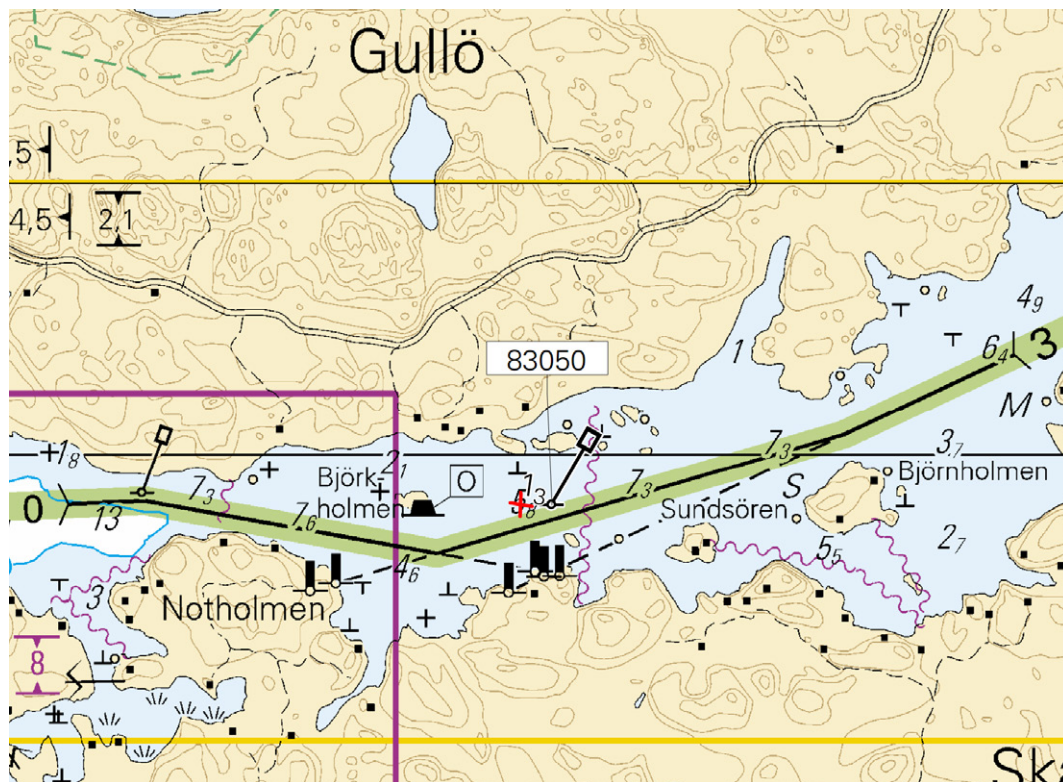 Gullö
,5
4,5
2,1
83050
1
4₉
6₄
3
M
1₈
2₁
Björk-
holmen
O
1₃
7₃
3₇
Björnholmen
7₃
7₃
S
Sundsören
0
13
7₆
4₆
5₅
2₇
3
Notholmen
8
Sk